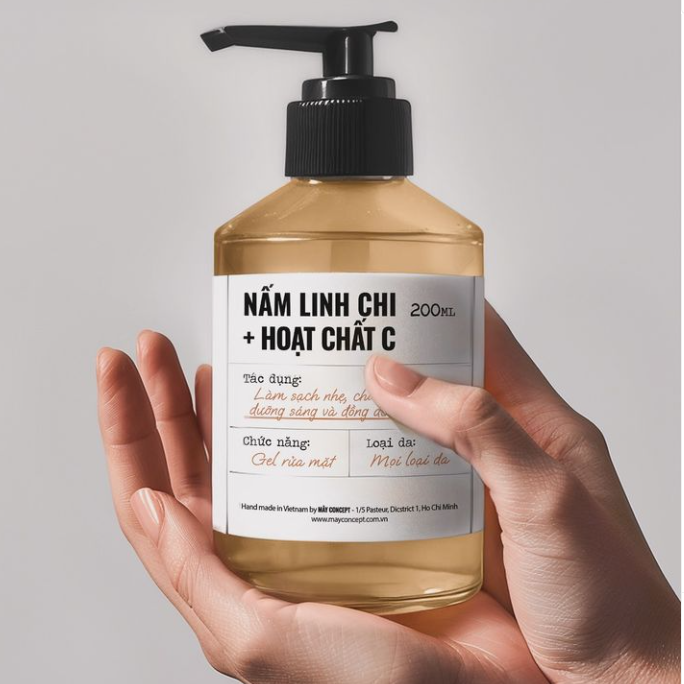 NẤM LINH CHI
200ML
+ HOẠT CHẤT C
Tác dụng:
Làm sạch nhẹ,
dưỡng sáng và đồng
Chức năng:
Gel rửa mặt
Loại da:
Mọi loại da
Hand made in Vietnam by MÂY CONCEPT - 1/5 Pasteur, Dicstrict 1, Ho Chi Minh
www.mayconcept.com.vn